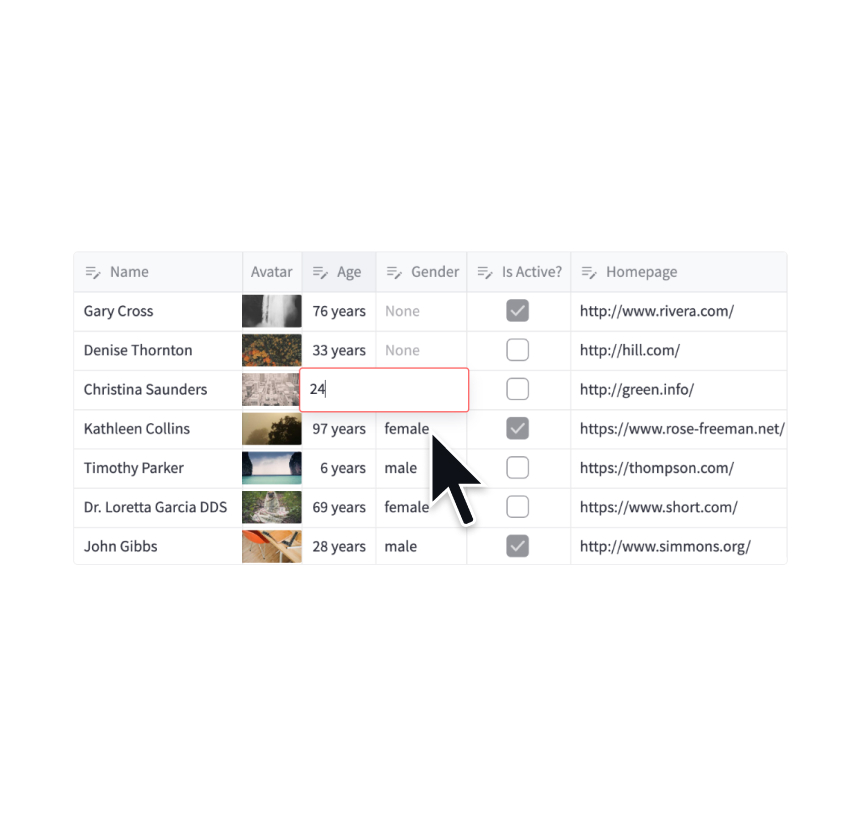 Name Avatar Age Gender Is Active? Homepage
Gary Cross 76 years None http://www.rivera.com/
Denise Thornton 33 years None http://hill.com/
Christina Saunders 24 http://green.info/
Kathleen Collins 97 years female https://www.rose-freeman.net/
Timothy Parker 6 years male https://thompson.com/
Dr. Loretta Garcia DDS 69 years female https://www.short.com/
John Gibbs 28 years male http://www.simmons.org/